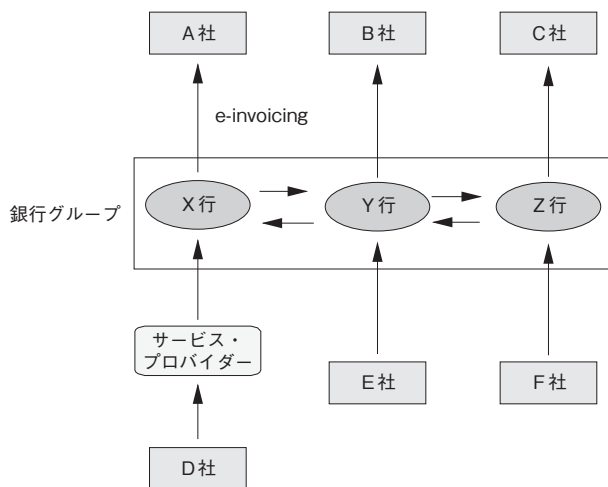 A社
B社
C社
e-invoicing
銀行グループ
X行
Y行
Z行
サービス・
プロバイダー
E社
F社
D社